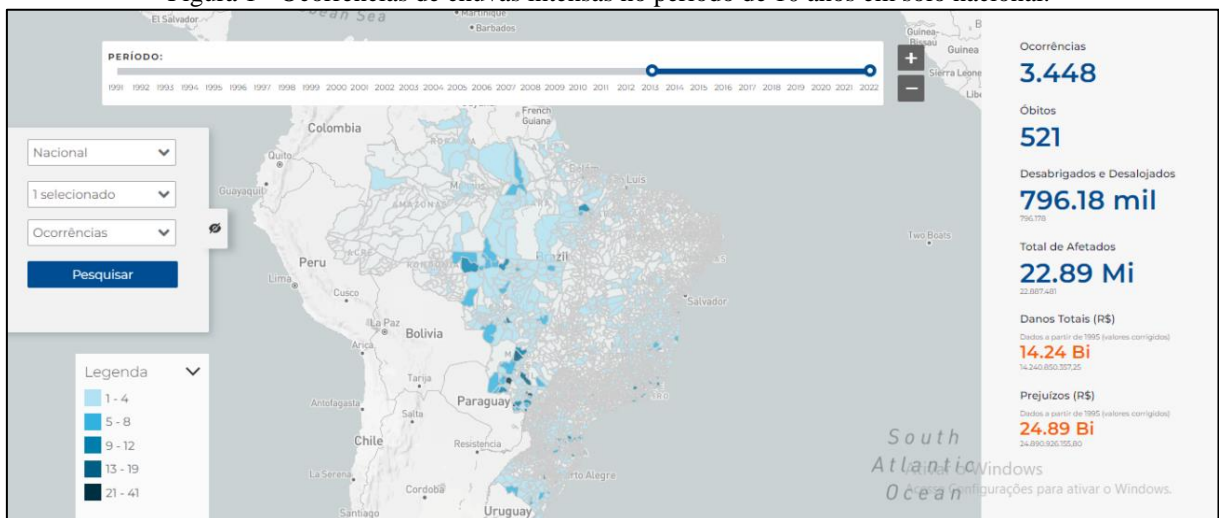 Figura 1 - Ocorrências de chuvas intensas no período de 10 anos em solo nacional.
El Salvador
Martinique
Barbados
Guinea-
Bissau
Guinea
Sierra Leone
PERÍODO:
1991 1992 1993 1994 1995 1996 1997 1998 1999 2000 2001 2002 2003 2004 2005 2006 2007 2008 2009 2010 2011 2012 2013 2014 2015 2016 2017 2018 2019 2020 2021 2022
+
−
Nacional
1 selecionado
Ocorrências
Pesquisar
Colombia
French
Guiana
Quito
Guayaquil
AMAZONAS
ACRE
Peru
Lima
Cusco
La Paz
Bolivia
Arica
Tarija
Salvador
Two Boats
Antofagasta
Salta
Paraguay
Chile
Resistencia
La Serena
Cordoba
Santiago
Uruguay
South
Atlantic
Ocean
Legenda
1 - 4
5 - 8
9 - 12
13 - 19
21 - 41
Ocorrências
3.448
Óbitos
521
Desabrigados e Desalojados
796.18 mil
796.178
Total de Afetados
22.89 Mi
22.887.481
Danos Totais (R$)
Dados a partir de 1995 (valores corrigidos)
14.24 Bi
14.240.850.357,25
Prejuízos (R$)
Dados a partir de 1995 (valores corrigidos)
24.89 Bi
24.890.926.155,80
Ativar o Windows
Acesse Configurações para ativar o Windows.